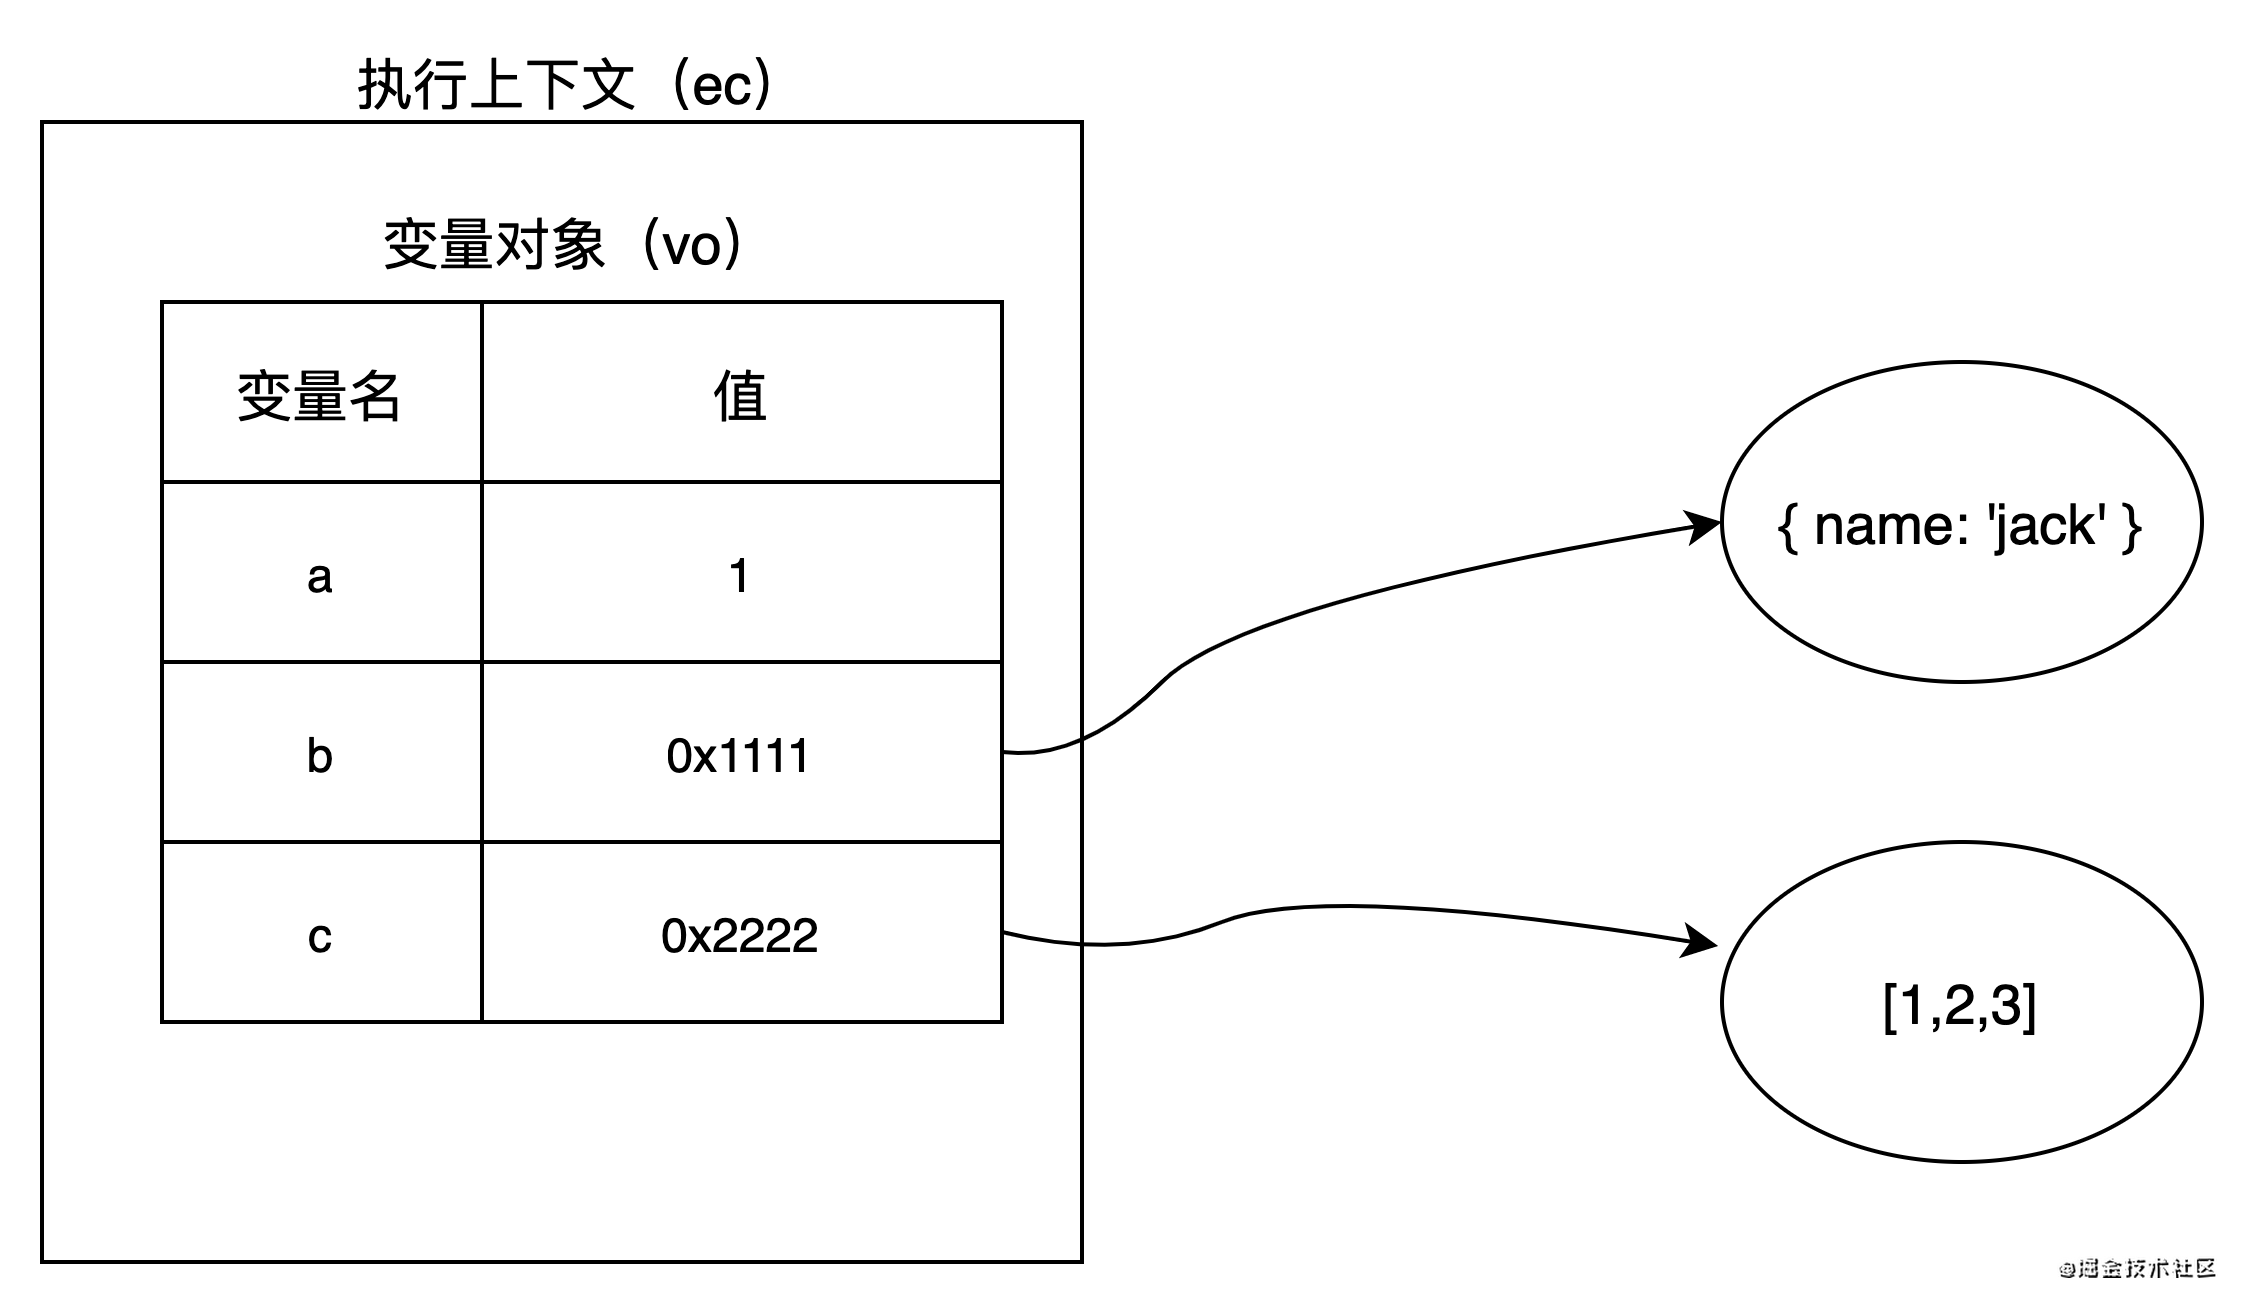 执行上下文（ec）
变量对象（vo）
变量名 值
a 1
b 0x1111
c 0x2222
{ name: 'jack' }
[1,2,3]
@掘金技术社区